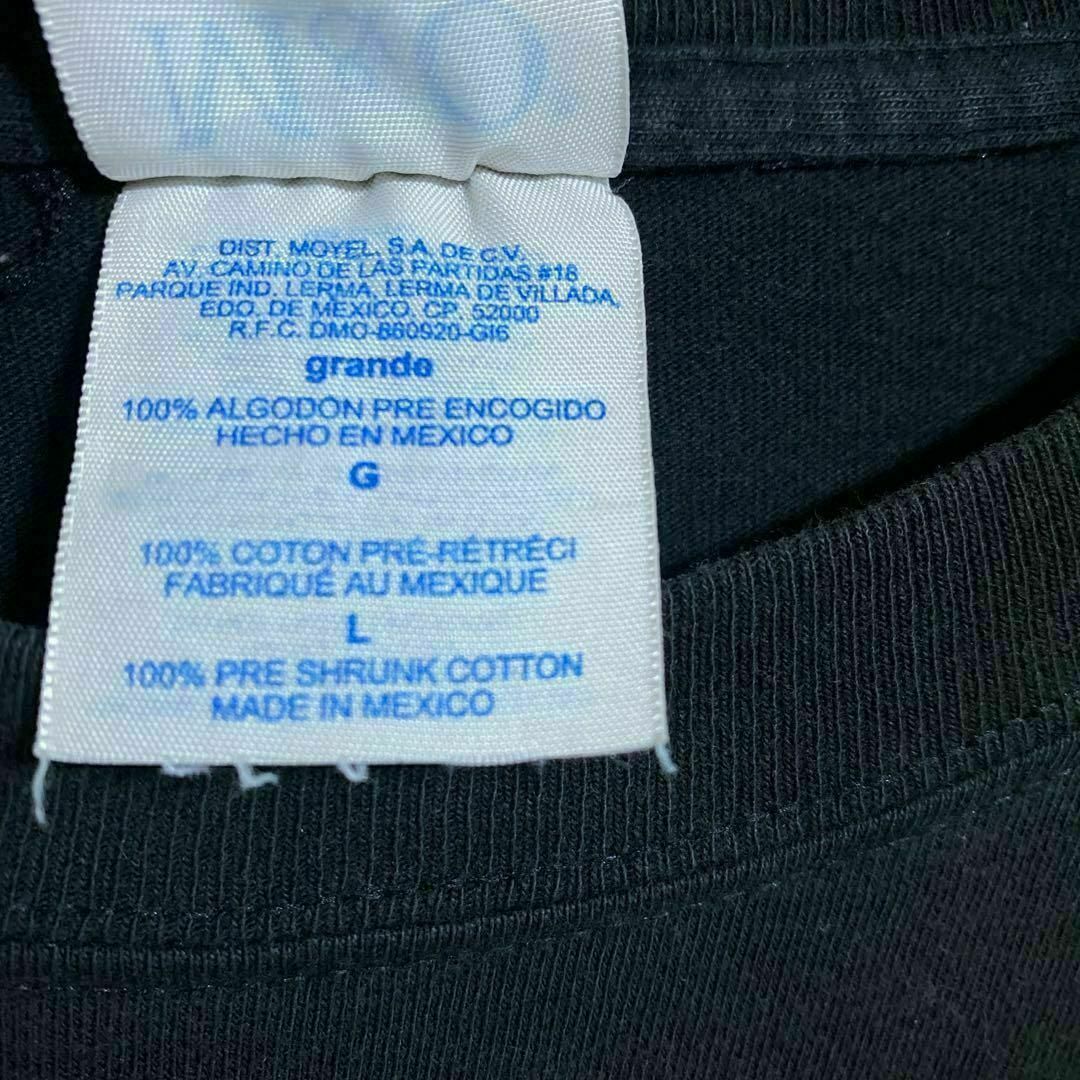 DIST. MOYEL, S.A. DE C.V.
AV. CAMINO DE LAS PARTIDAS #18
PARQUE IND. LERMA, LERMA DE VILLADA,
EDO. DE MEXICO, CP. 52000
R.F.C. DMO-860920-GI6
grande
100% ALGODON PRE ENCOGIDO
HECHO EN MEXICO
G
100% COTON PRÉ-RÉTRÉCI
FABRIQUÉ AU MEXIQUE
L
100% PRE SHRUNK COTTON
MADE IN MEXICO